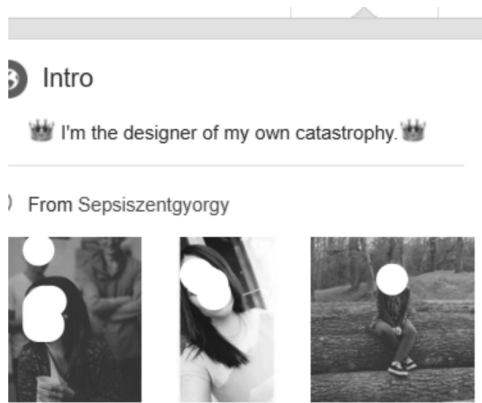 Intro
👑 I'm the designer of my own catastrophy. 👑
From Sepsiszentgyorgy